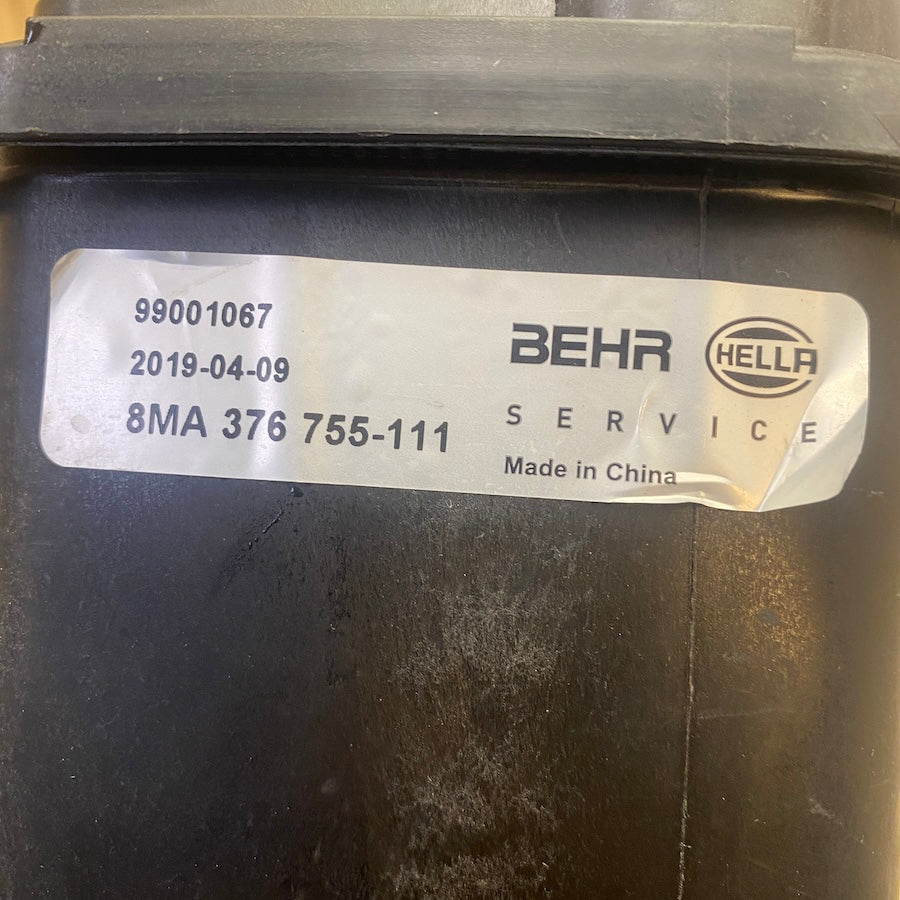 99001067
2019-04-09
8MA 376 755-111
BEHR HELLA
SERVICE
Made in China